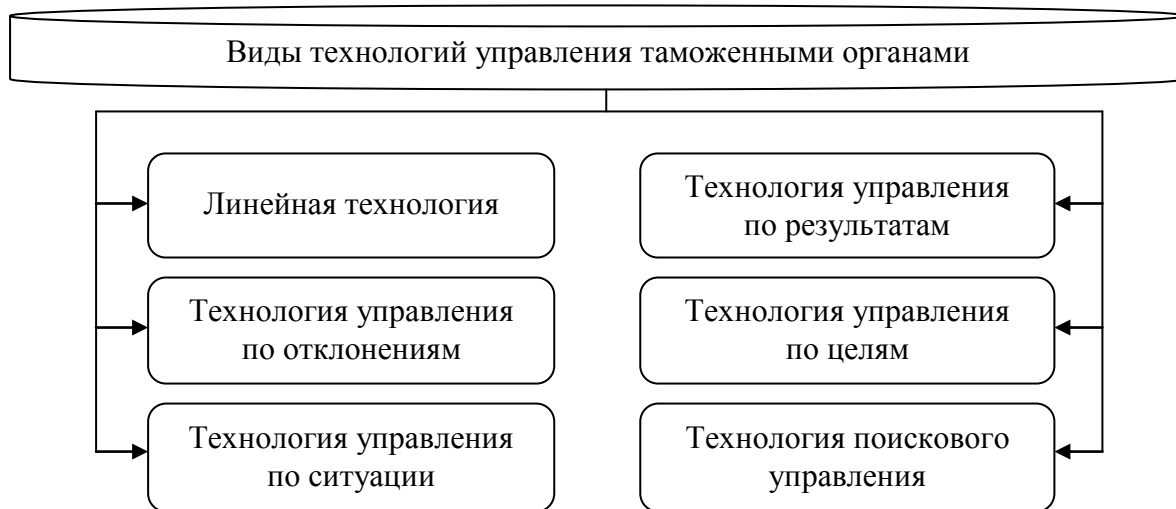 Виды технологий управления таможенными органами
Линейная технология
Технология управления
по отклонениям
Технология управления
по ситуации
Технология управления
по результатам
Технология управления
по целям
Технология поискового
управления